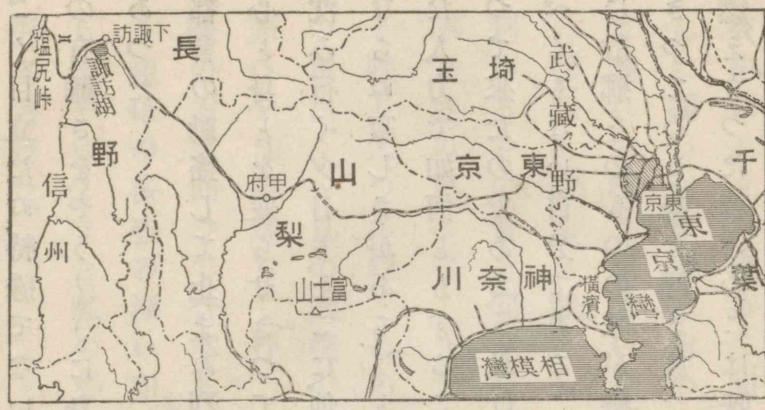 塩尻峠
下諏訪
諏訪湖
長野
信州
甲府
山梨
富士山
埼玉
武藏野
東京
東京
千葉
神奈川
橫濱
東京灣
相模灣